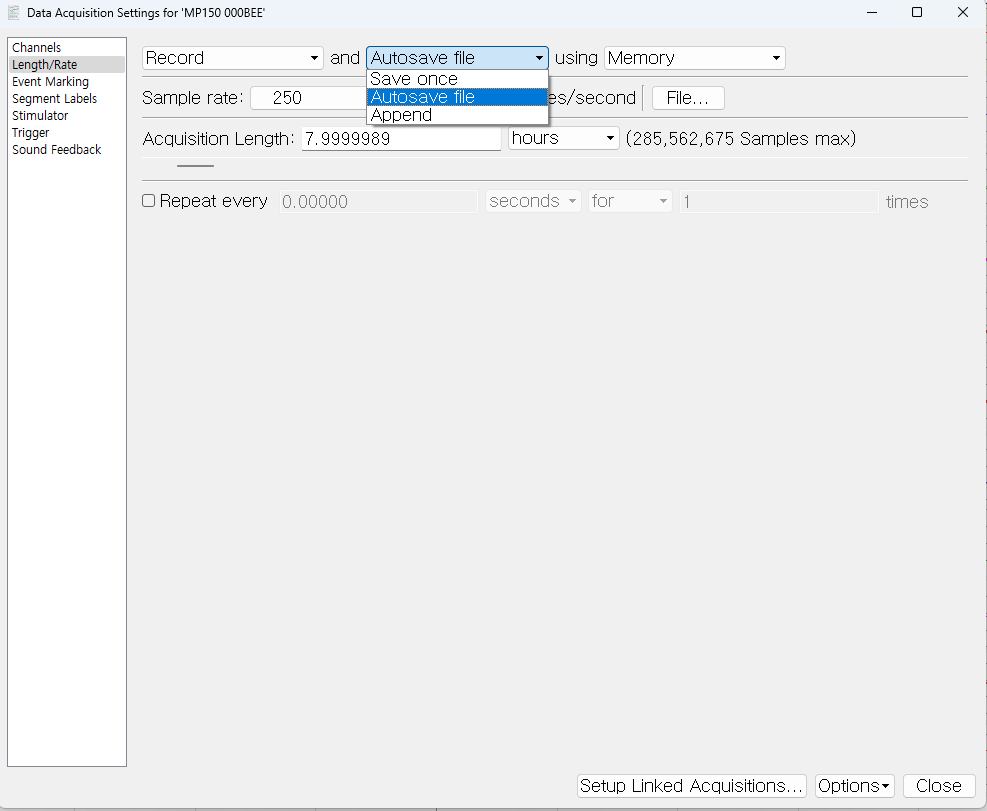 Data Acquisition Settings for 'MP150 000BEE'
Channels
Length/Rate
Event Marking
Segment Labels
Stimulator
Trigger
Sound Feedback
Record and Autosave file using Memory
Save once
Autosave file
Append
Sample rate: 250 es/second File...
Acquisition Length: 7.9999989 hours (285,562,675 Samples max)
Repeat every 0.00000 seconds for 1 times
Setup Linked Acquisitions... Options Close